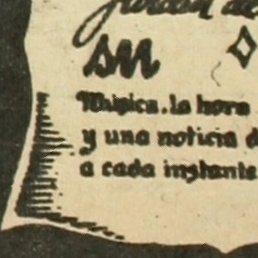 su
Música. la hora
y una noticia
a cada instante